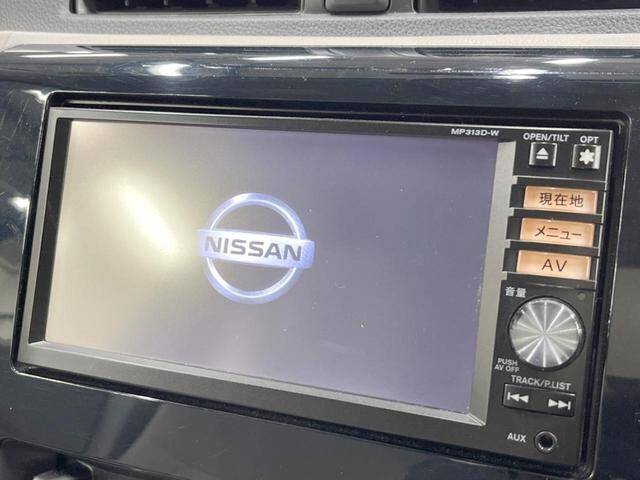 MP313D-W
OPEN/TILT OPT
現在地
メニュー
AV
NISSAN
音量
PUSH
AV OFF
TRACK/P.LIST
AUX